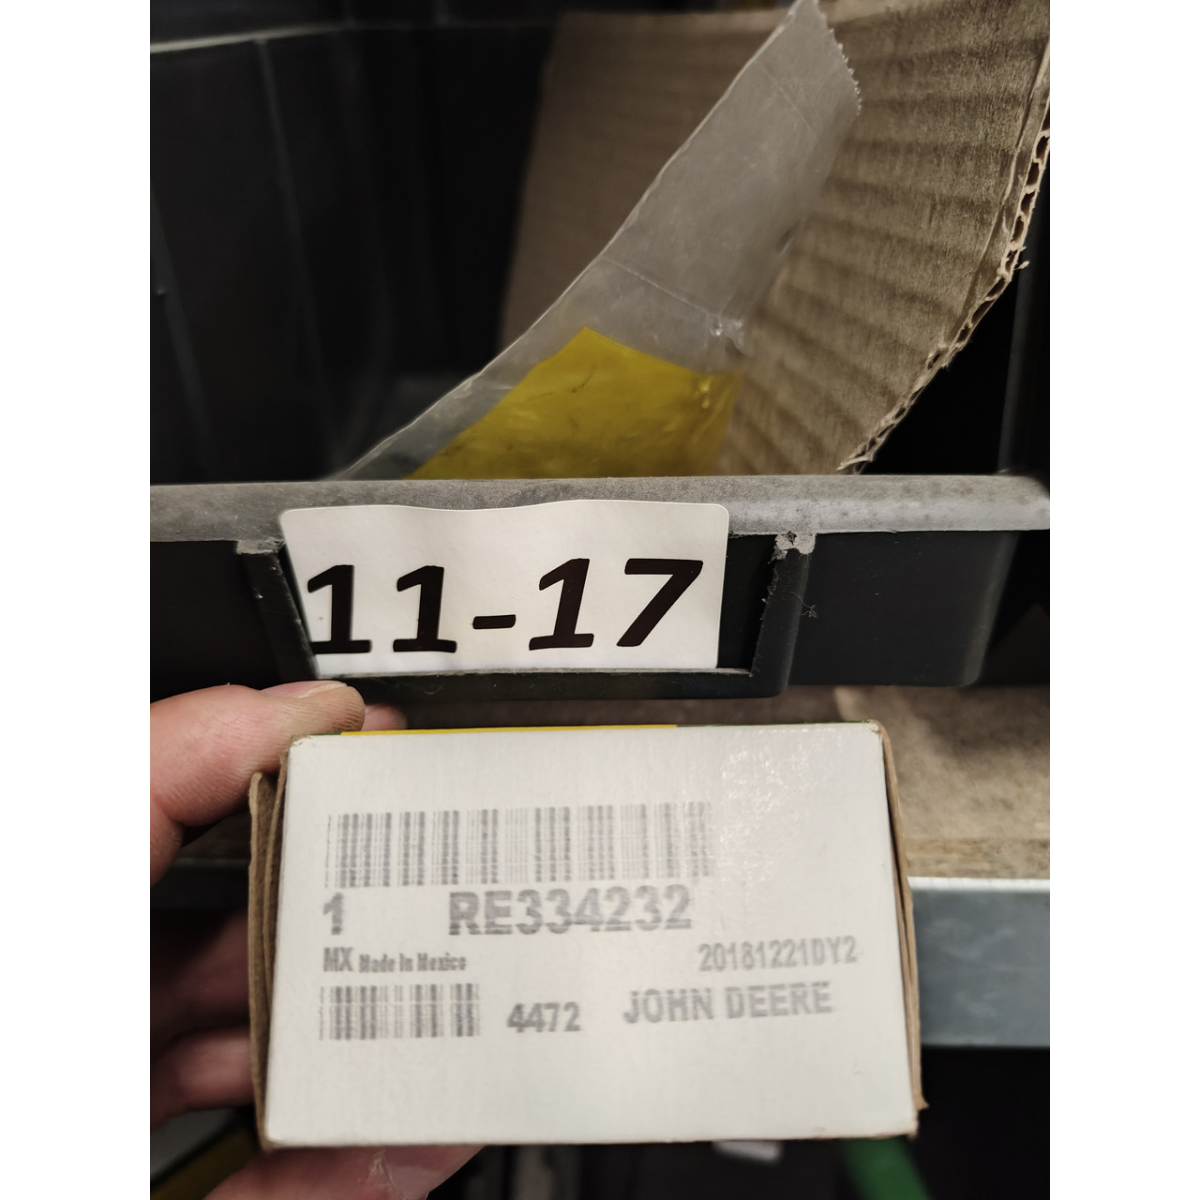 11-17
1 RE334232
MX Made In Mexico 20181221DY2
4472 JOHN DEERE